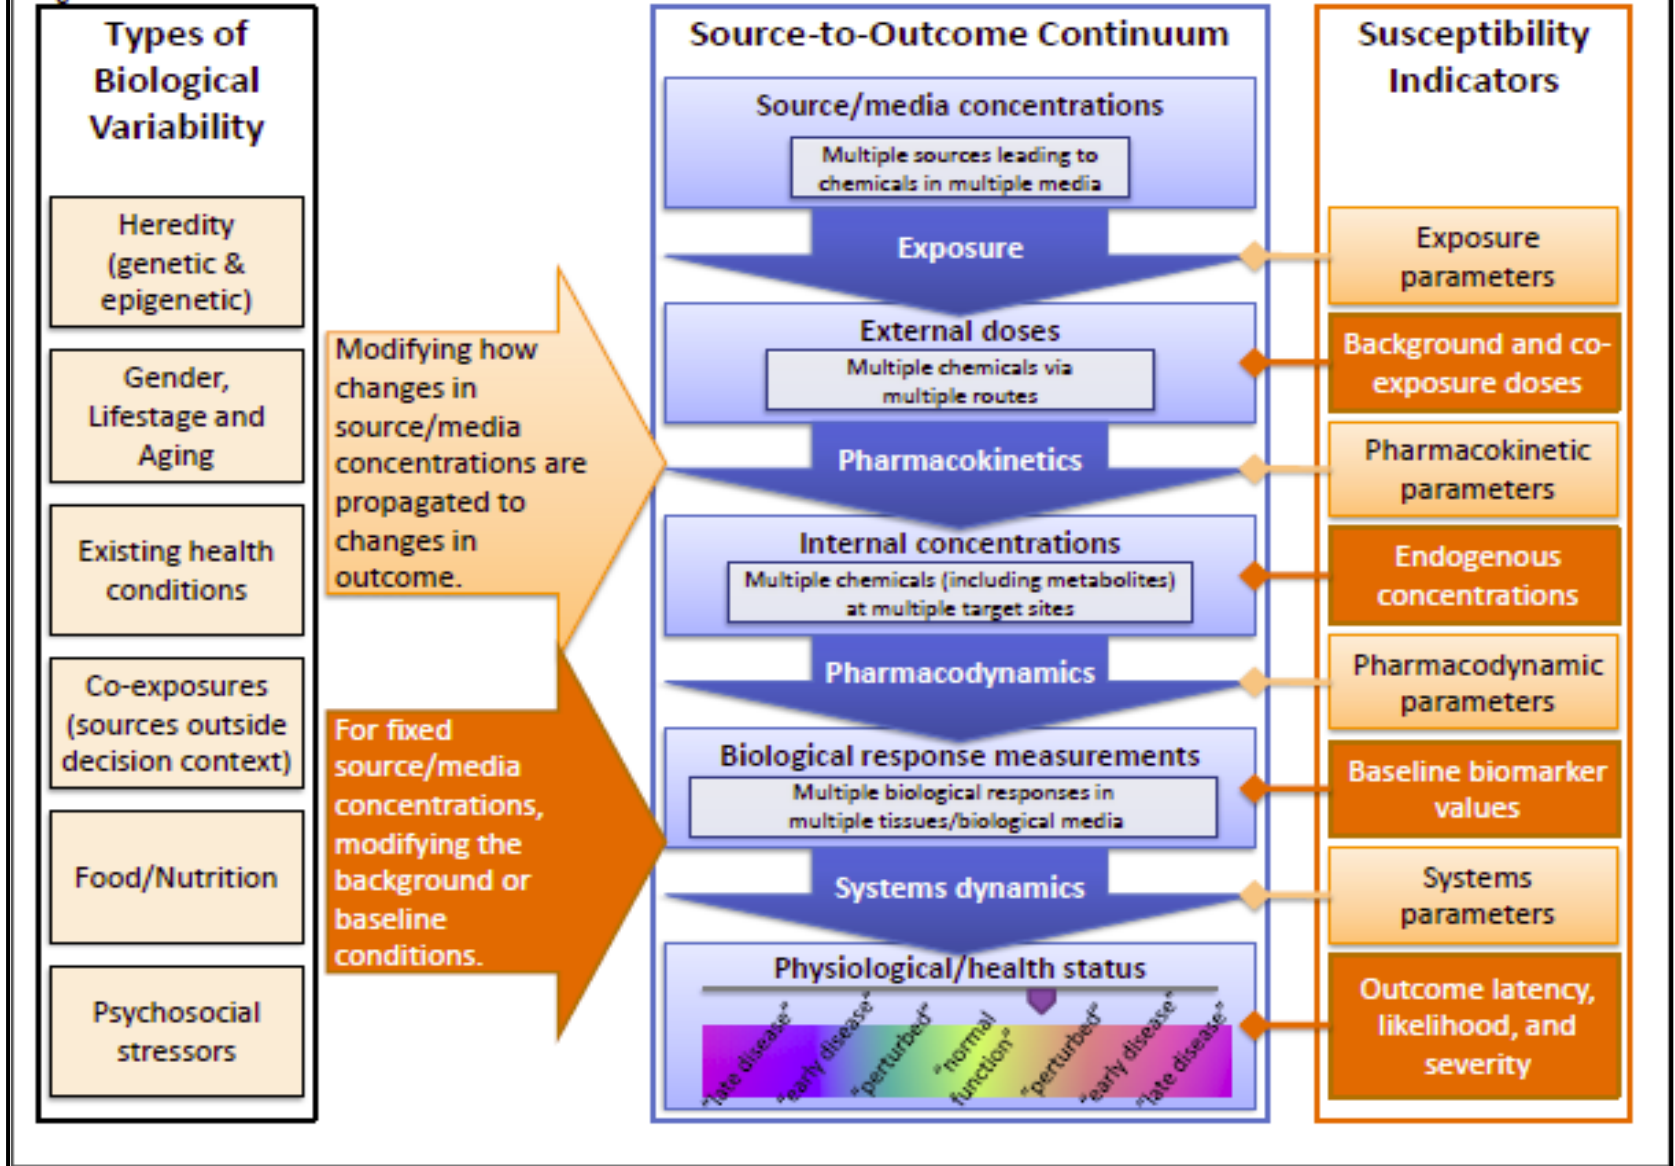 Types of
Biological
Variability
Heredity
(genetic &
epigenetic)
Gender,
Lifestage and
Aging
Existing health
conditions
Co-exposures
(sources outside
decision context)
Food/Nutrition
Psychosocial
stressors
Modifying how
changes in
source/media
concentrations are
propagated to
changes in
outcome.
For fixed
source/media
concentrations,
modifying the
background or
baseline
conditions.
Source-to-Outcome Continuum
Source/media concentrations
Multiple sources leading to
chemicals in multiple media
Exposure
External doses
Multiple chemicals via
multiple routes
Pharmacokinetics
Internal concentrations
Multiple chemicals (including metabolites)
at multiple target sites
Pharmacodynamics
Biological response measurements
Multiple biological responses in
multiple tissues/biological media
Systems dynamics
Physiological/health status
"late disease"
"early disease"
"perturbed"
"normal
function"
"perturbed"
"early disease"
"late disease"
Susceptibility
Indicators
Exposure
parameters
Background and co-
exposure doses
Pharmacokinetic
parameters
Endogenous
concentrations
Pharmacodynamic
parameters
Baseline biomarker
values
Systems
parameters
Outcome latency,
likelihood, and
severity